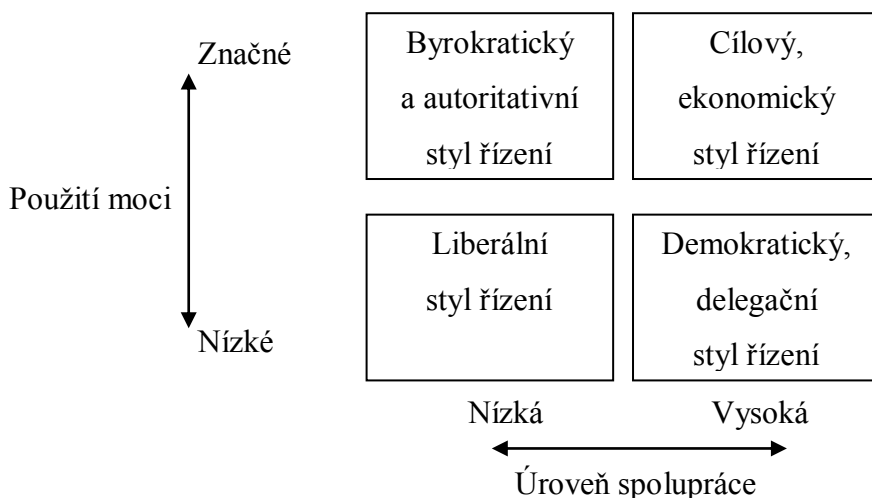 Značné
Byrokratický
a autoritativní
styl řízení
Cílový,
ekonomický
styl řízení
Použití moci
Liberální
styl řízení
Demokratický,
delegační
styl řízení
Nízké
Nízká
Vysoká
Úroveň spolupráce